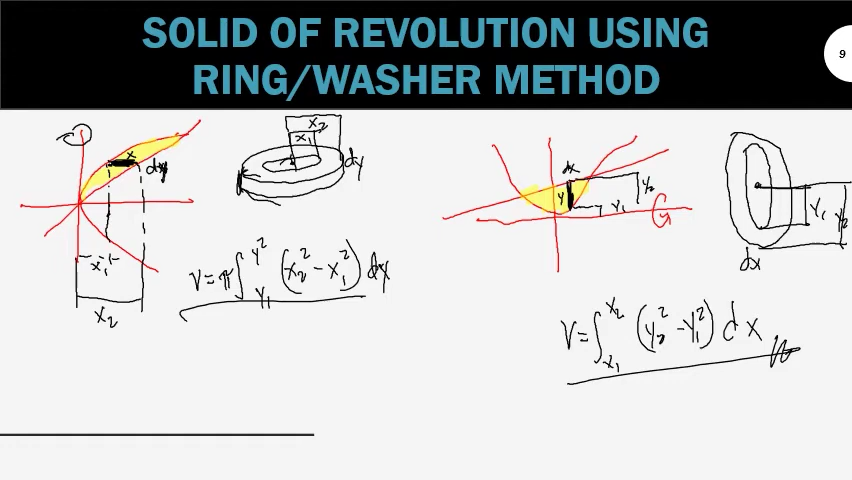 SOLID OF REVOLUTION USING
RING/WASHER METHOD
9
x
dy
x₁
x₂
x₂
x₁
dy
V=π∫_{y₁}^{y₂} (x₂² - x₁²) dy
dx
y
y₁
y₂
y₁
y₂
dx
V=∫_{x₁}^{x₂} (y₂² - y₁²) dx